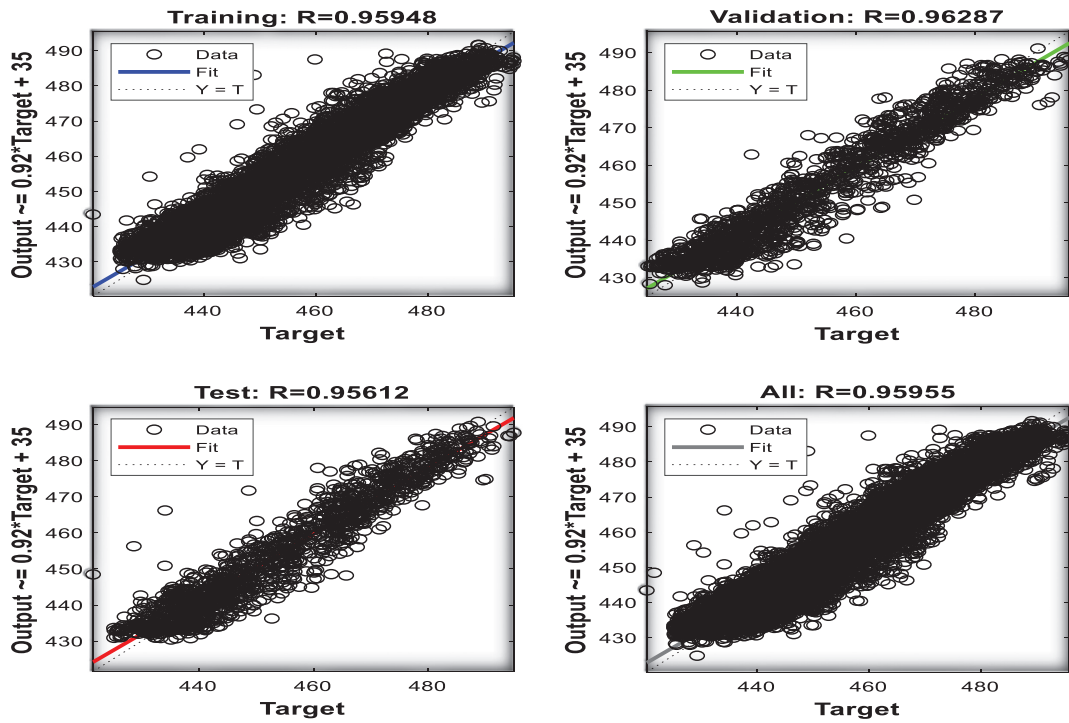 Training: R=0.95948
Output ~= 0.92*Target + 35
490
480
470
460
450
440
430
Data
Fit
Y = T
440
460
480
Target
Validation: R=0.96287
Output ~= 0.92*Target + 35
490
480
470
460
450
440
430
Data
Fit
Y = T
440
460
480
Target
Test: R=0.95612
Output ~= 0.92*Target + 35
490
480
470
460
450
440
430
Data
Fit
Y = T
440
460
480
Target
All: R=0.95955
Output ~= 0.92*Target + 35
490
480
470
460
450
440
430
Data
Fit
Y = T
440
460
480
Target